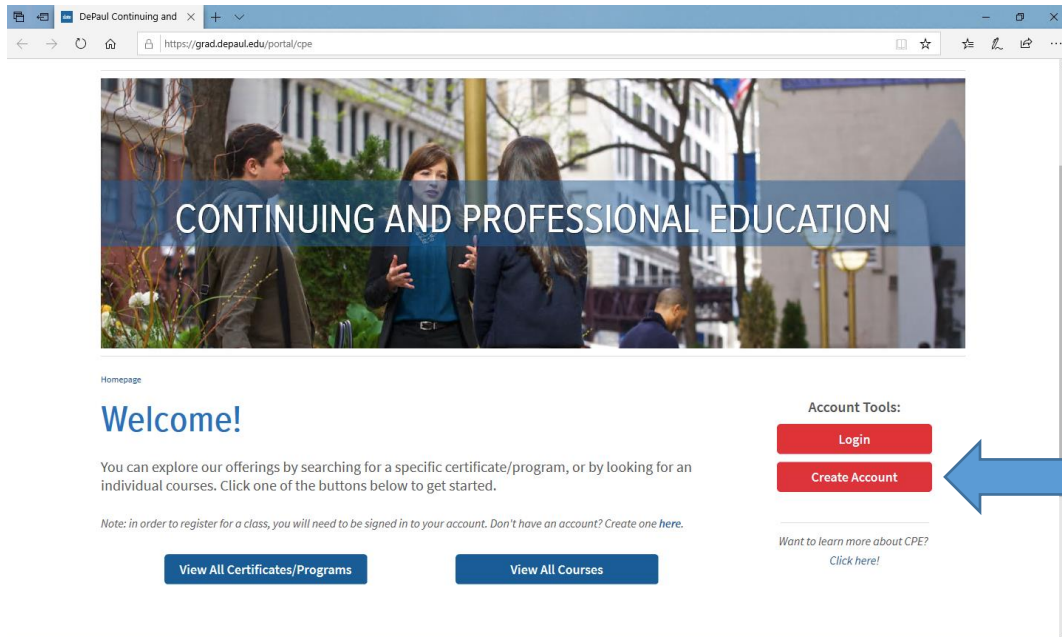 DePaul Continuing and
https://grad.depaul.edu/portal/cpe
CONTINUING AND PROFESSIONAL EDUCATION
Homepage
Welcome!
You can explore our offerings by searching for a specific certificate/program, or by looking for an
individual courses. Click one of the buttons below to get started.
Note: in order to register for a class, you will need to be signed in to your account. Don't have an account? Create one here.
View All Certificates/Programs
View All Courses
Account Tools:
Login
Create Account
Want to learn more about CPE?
Click here!